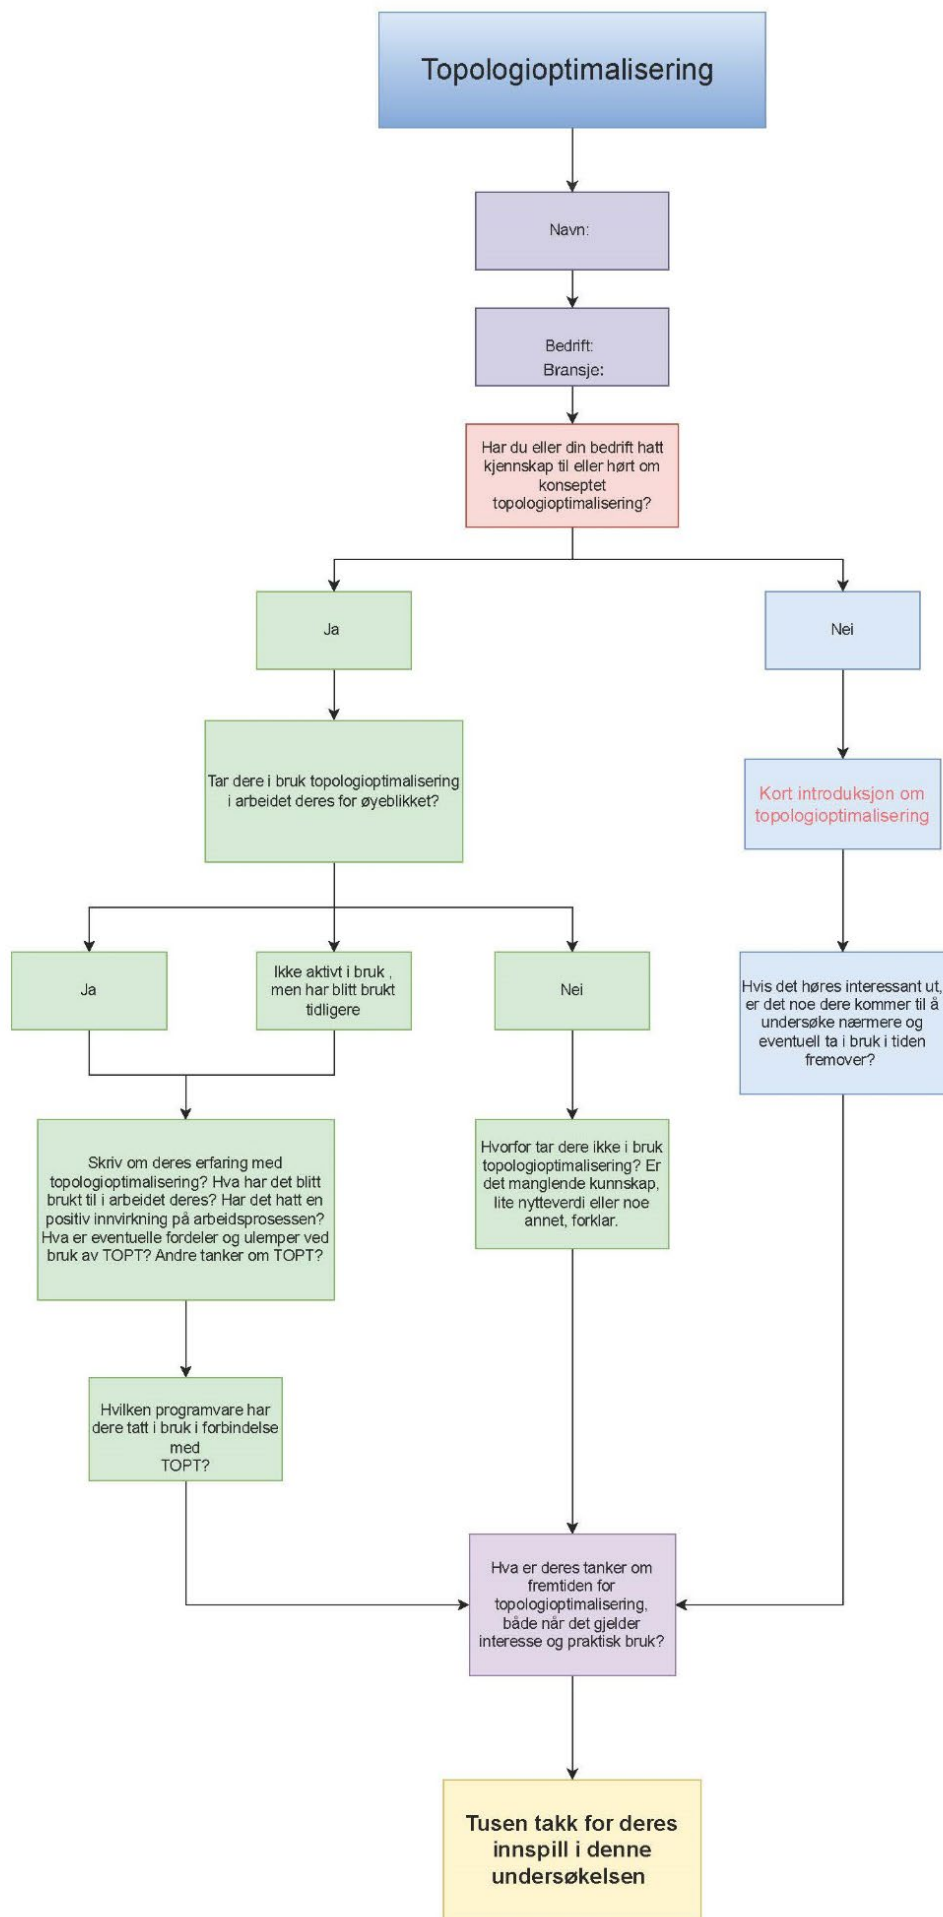 Topologioptimalisering
Navn:
Bedrift:
Bransje:
Har du eller din bedrift hatt
kjennskap til eller hørt om
konseptet
topologioptimalisering?
Ja
Nei
Tar dere i bruk topologioptimalisering
i arbeidet deres for øyeblikket?
Kort introduksjon om
topologioptimalisering
Ja
Ikke aktivt i bruk ,
men har blitt brukt
tidligere
Nei
Hvis det høres interessant ut,
er det noe dere kommer til å
undersøke nærmere og
eventuell ta i bruk i tiden
fremover?
Skriv om deres erfaring med
topologioptimalisering? Hva har det blitt
brukt til i arbeidet deres? Har det hatt en
positiv innvirkning på arbeidsprosessen?
Hva er eventuelle fordeler og ulemper ved
bruk av TOPT? Andre tanker om TOPT?
Hvorfor tar dere ikke i bruk
topologioptimalisering? Er
det manglende kunnskap,
lite nytteverdi eller noe
annet, forklar.
Hvilken programvare har
dere tatt i bruk i forbindelse
med
TOPT?
Hva er deres tanker om
fremtiden for
topologioptimalisering,
både når det gjelder
interesse og praktisk bruk?
Tusen takk for deres
innspill i denne
undersøkelsen